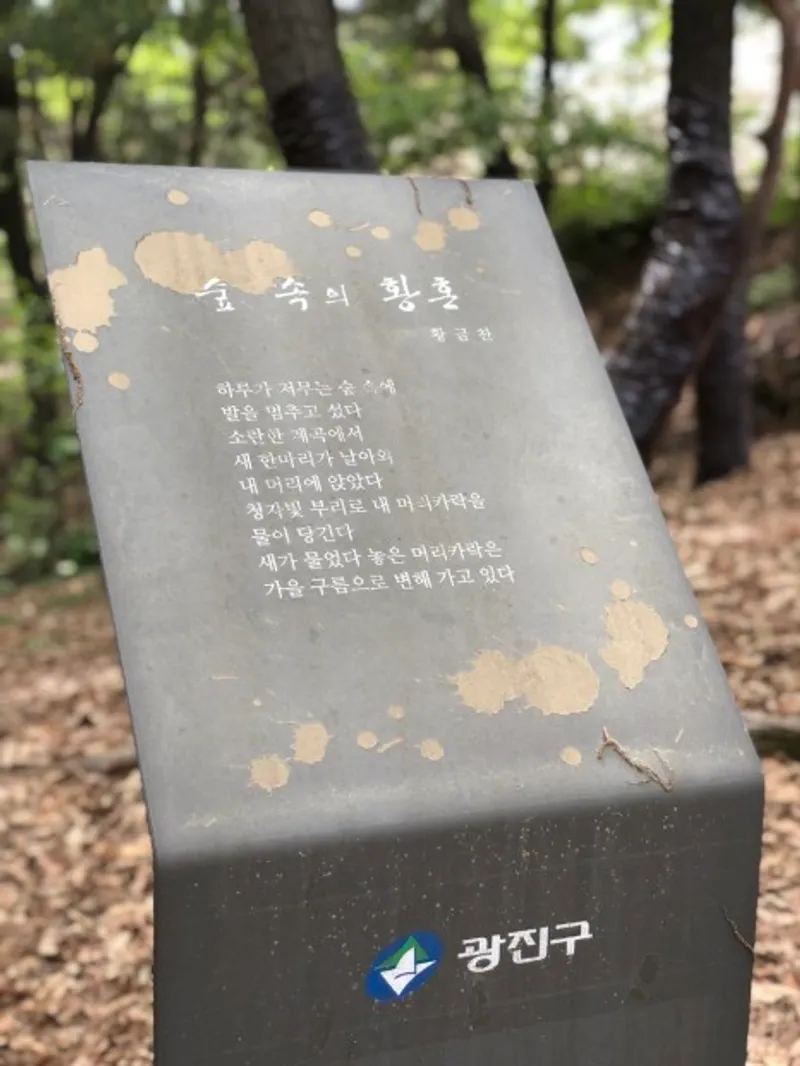 숲 속의 황혼
황금찬
하루가 저무는 숲 속에
발을 멈추고 섰다
소란한 계곡에서
새 한마리가 날아와
내 머리에 앉았다
청자빛 부리로 내 머리카락을
물어 당긴다
새가 물었다 놓은 머리카락은
가을 구름으로 변해 가고 있다
광진구